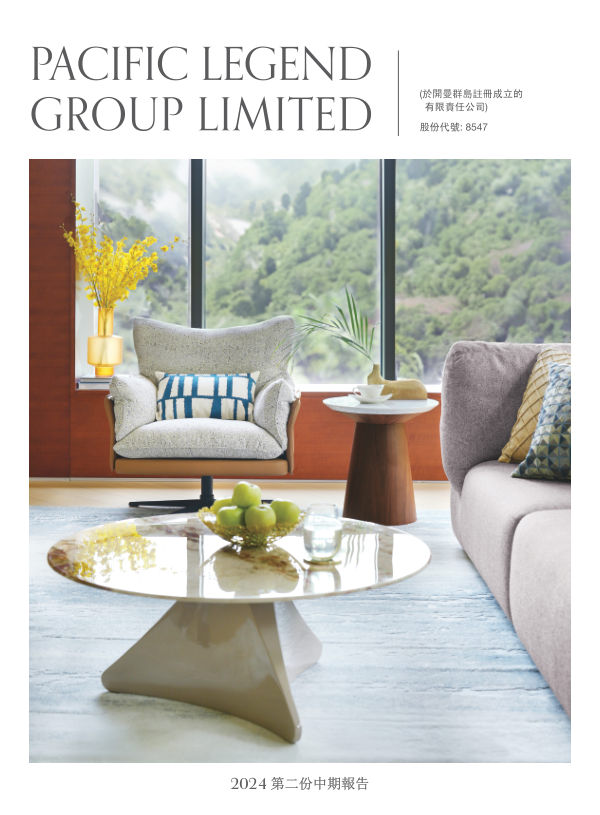 PACIFIC LEGEND
GROUP LIMITED
(於開曼群島註冊成立的
有限責任公司)
股份代號: 8547
2024 第二份中期報告